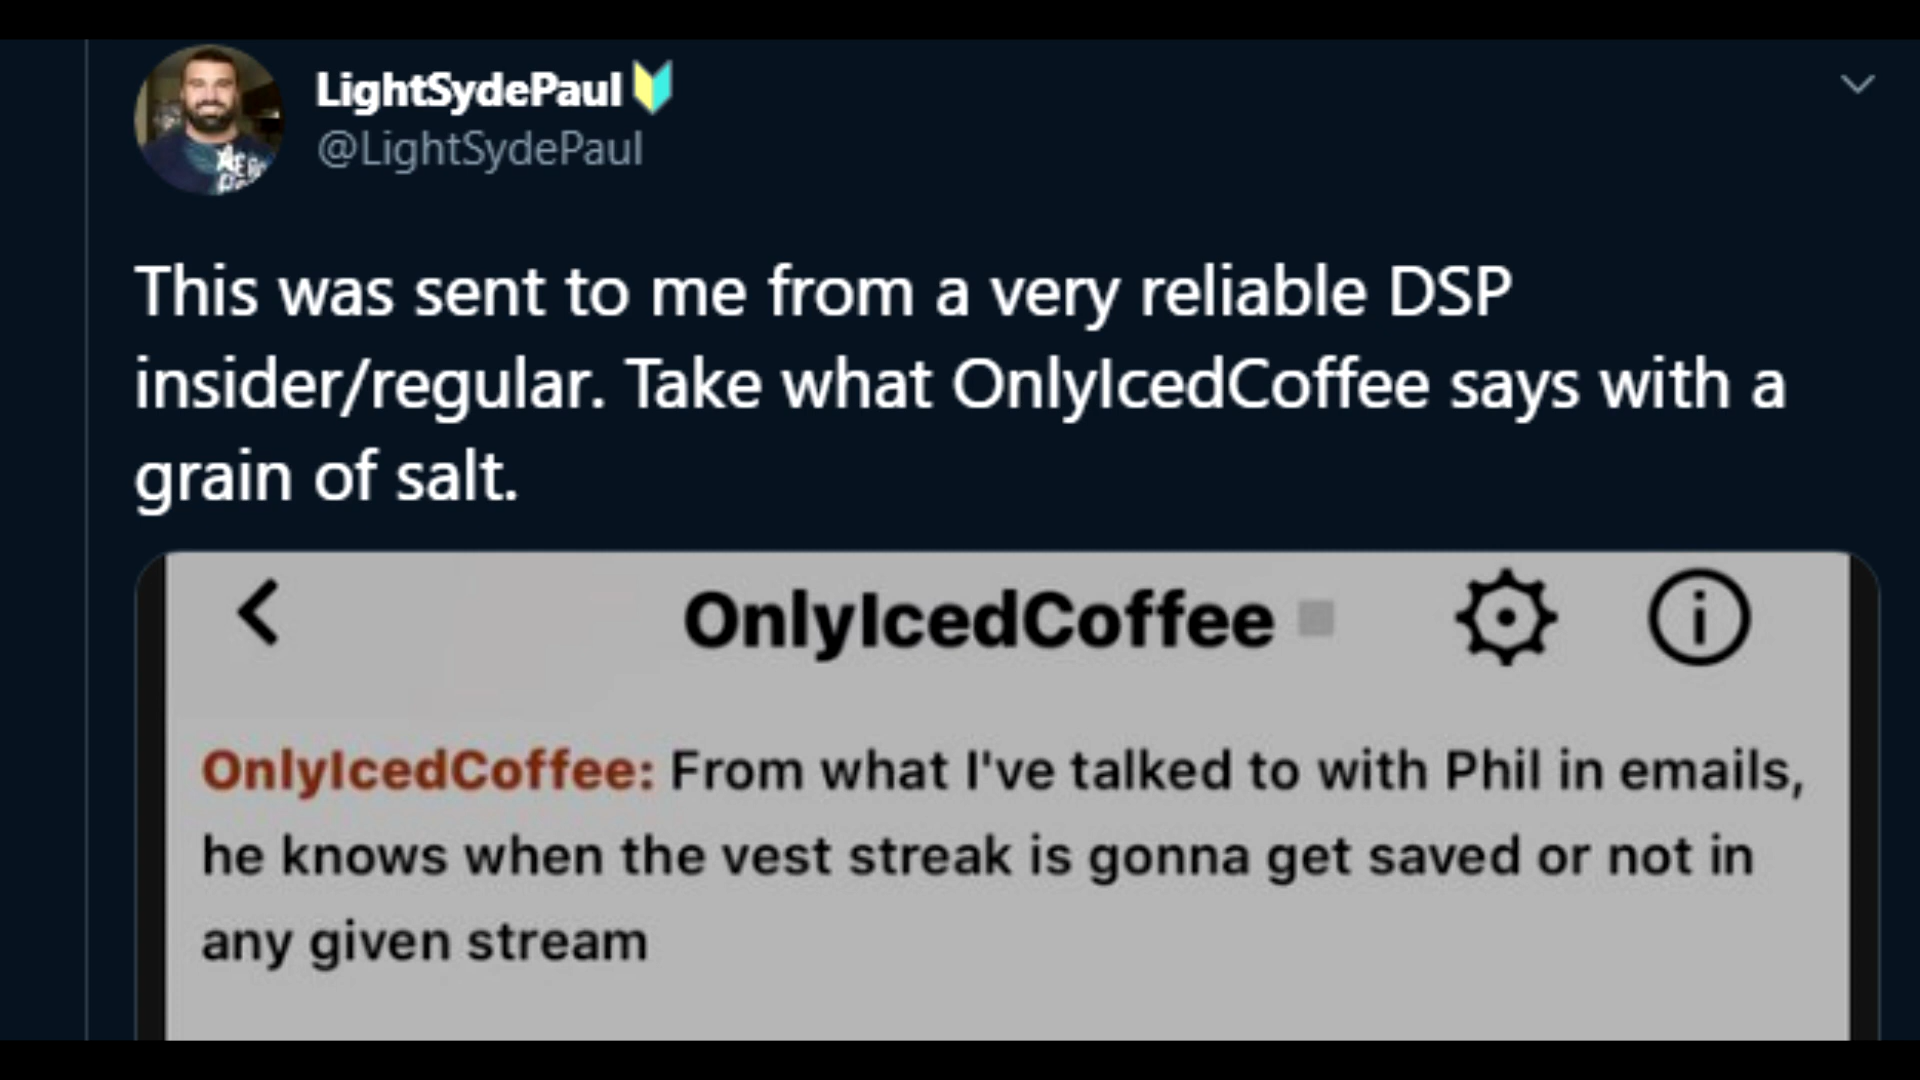 LightSydePaul🔰
@LightSydePaul
This was sent to me from a very reliable DSP
insider/regular. Take what OnlyIcedCoffee says with a
grain of salt.
OnlyIcedCoffee
OnlyIcedCoffee: From what I've talked to with Phil in emails,
he knows when the vest streak is gonna get saved or not in
any given stream